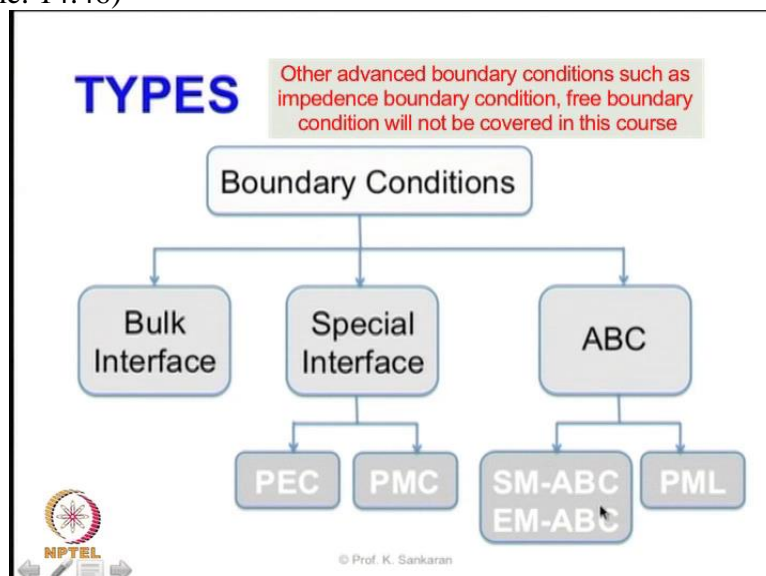 TYPES
Other advanced boundary conditions such as
impedence boundary condition, free boundary
condition will not be covered in this course
Boundary Conditions
Bulk
Interface
Special
Interface
ABC
PEC
PMC
SM-ABC
EM-ABC
PML
NPTEL
© Prof. K. Sankaran